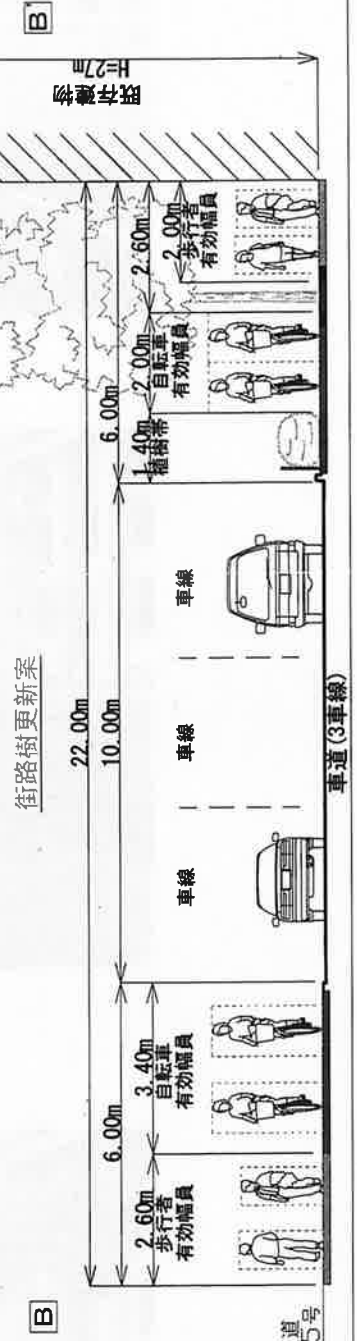 街路樹更新案
B
B'
22.00m
6.00m
10.00m
6.00m
2.60m
歩行者
有効幅員
3.40m
自転車
有効幅員
1.40m
植樹帯
2.00m
自転車
有効幅員
2.60m
2.00m
歩行者
有効幅員
車線
車線
車線
車道(3車線)
既存建物
H=27m
道
5号